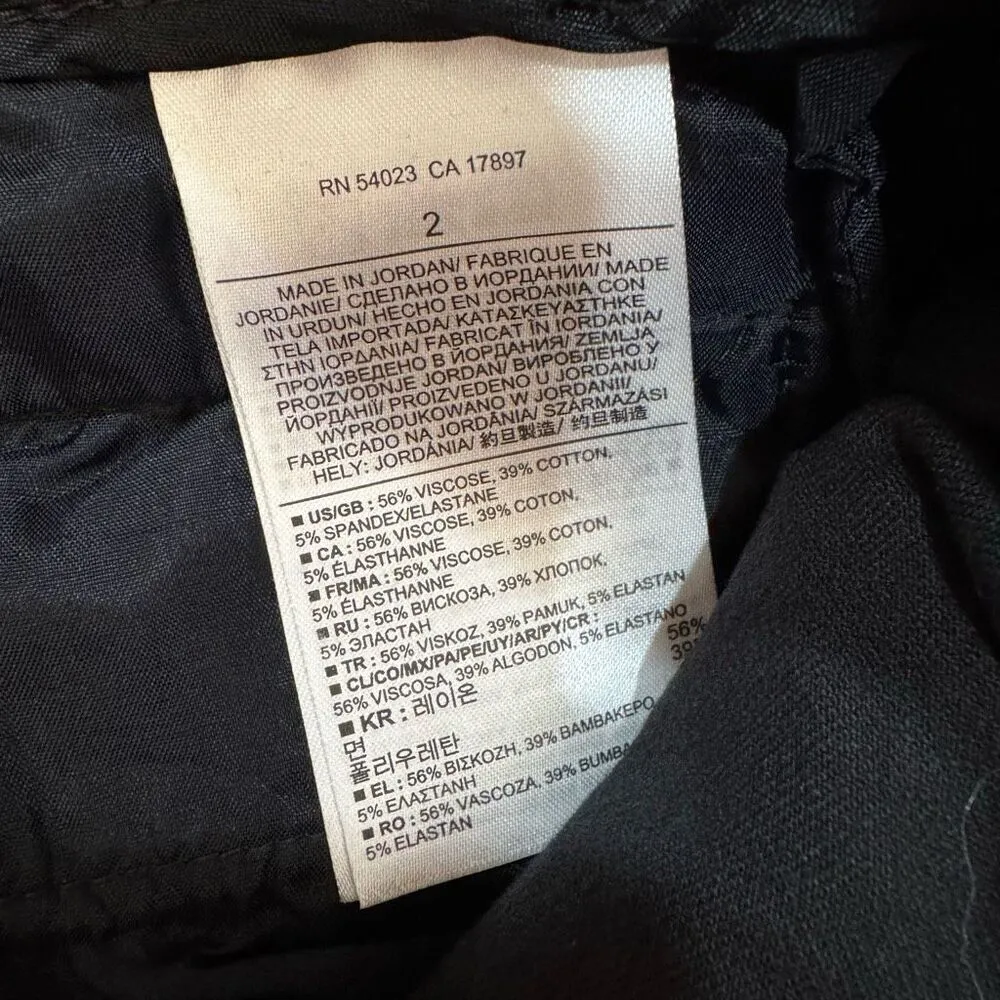 RN 54023 CA 17897
2
MADE IN JORDAN/ FABRIQUE EN
JORDANIE/ СДЕЛАНО В ИОРДАНИИ/ MADE
IN URDUN/ HECHO EN JORDANIA CON
TELA IMPORTADA/ ΚΑΤΑΣΚΕΥΑΣΤΗΚΕ
ΣΤΗΝ ΙΟΡΔΑΝΙΑ/ FABRICAT ÎN IORDANIA/
ПРОИЗВЕДЕНО В ЙОРДАНИЯ/ ZEMLJA
PROIZVODNJE JORDAN/ ВИРОБЛЕНО У
ЙОРДАНІЇ/ PROIZVEDENO U JORDANU/
WYPRODUKOWANO W JORDANII/
FABRICADO NA JORDÂNIA/ SZÁRMAZÁSI
HELY: JORDÁNIA/ 約旦製造/ 约旦制造
■ US/GB : 56% VISCOSE, 39% COTTON,
5% SPANDEX/ELASTANE
■ CA : 56% VISCOSE, 39% COTON,
5% ÉLASTHANNE
■ FR/MA : 56% VISCOSE, 39% COTON,
5% ÉLASTHANNE
■ RU : 56% ВИСКОЗА, 39% ХЛОПОК,
5% ЭЛАСТАН
■ TR : 56% VISKOZ, 39% PAMUK, 5% ELASTAN
■ CL/CO/MX/PA/PE/UY/AR/PY/CR :
56% VISCOSA, 39% ALGODON, 5% ELASTANO
■ KR : 레이온 56%
면 39
폴리우레탄
■ EL : 56% ΒΙΣΚΟΖΗ, 39% ΒΑΜΒΑΚΕΡΟ,
5% ΕΛΑΣΤΑΝΗ
■ RO : 56% VASCOZA, 39% BUMB
5% ELASTAN